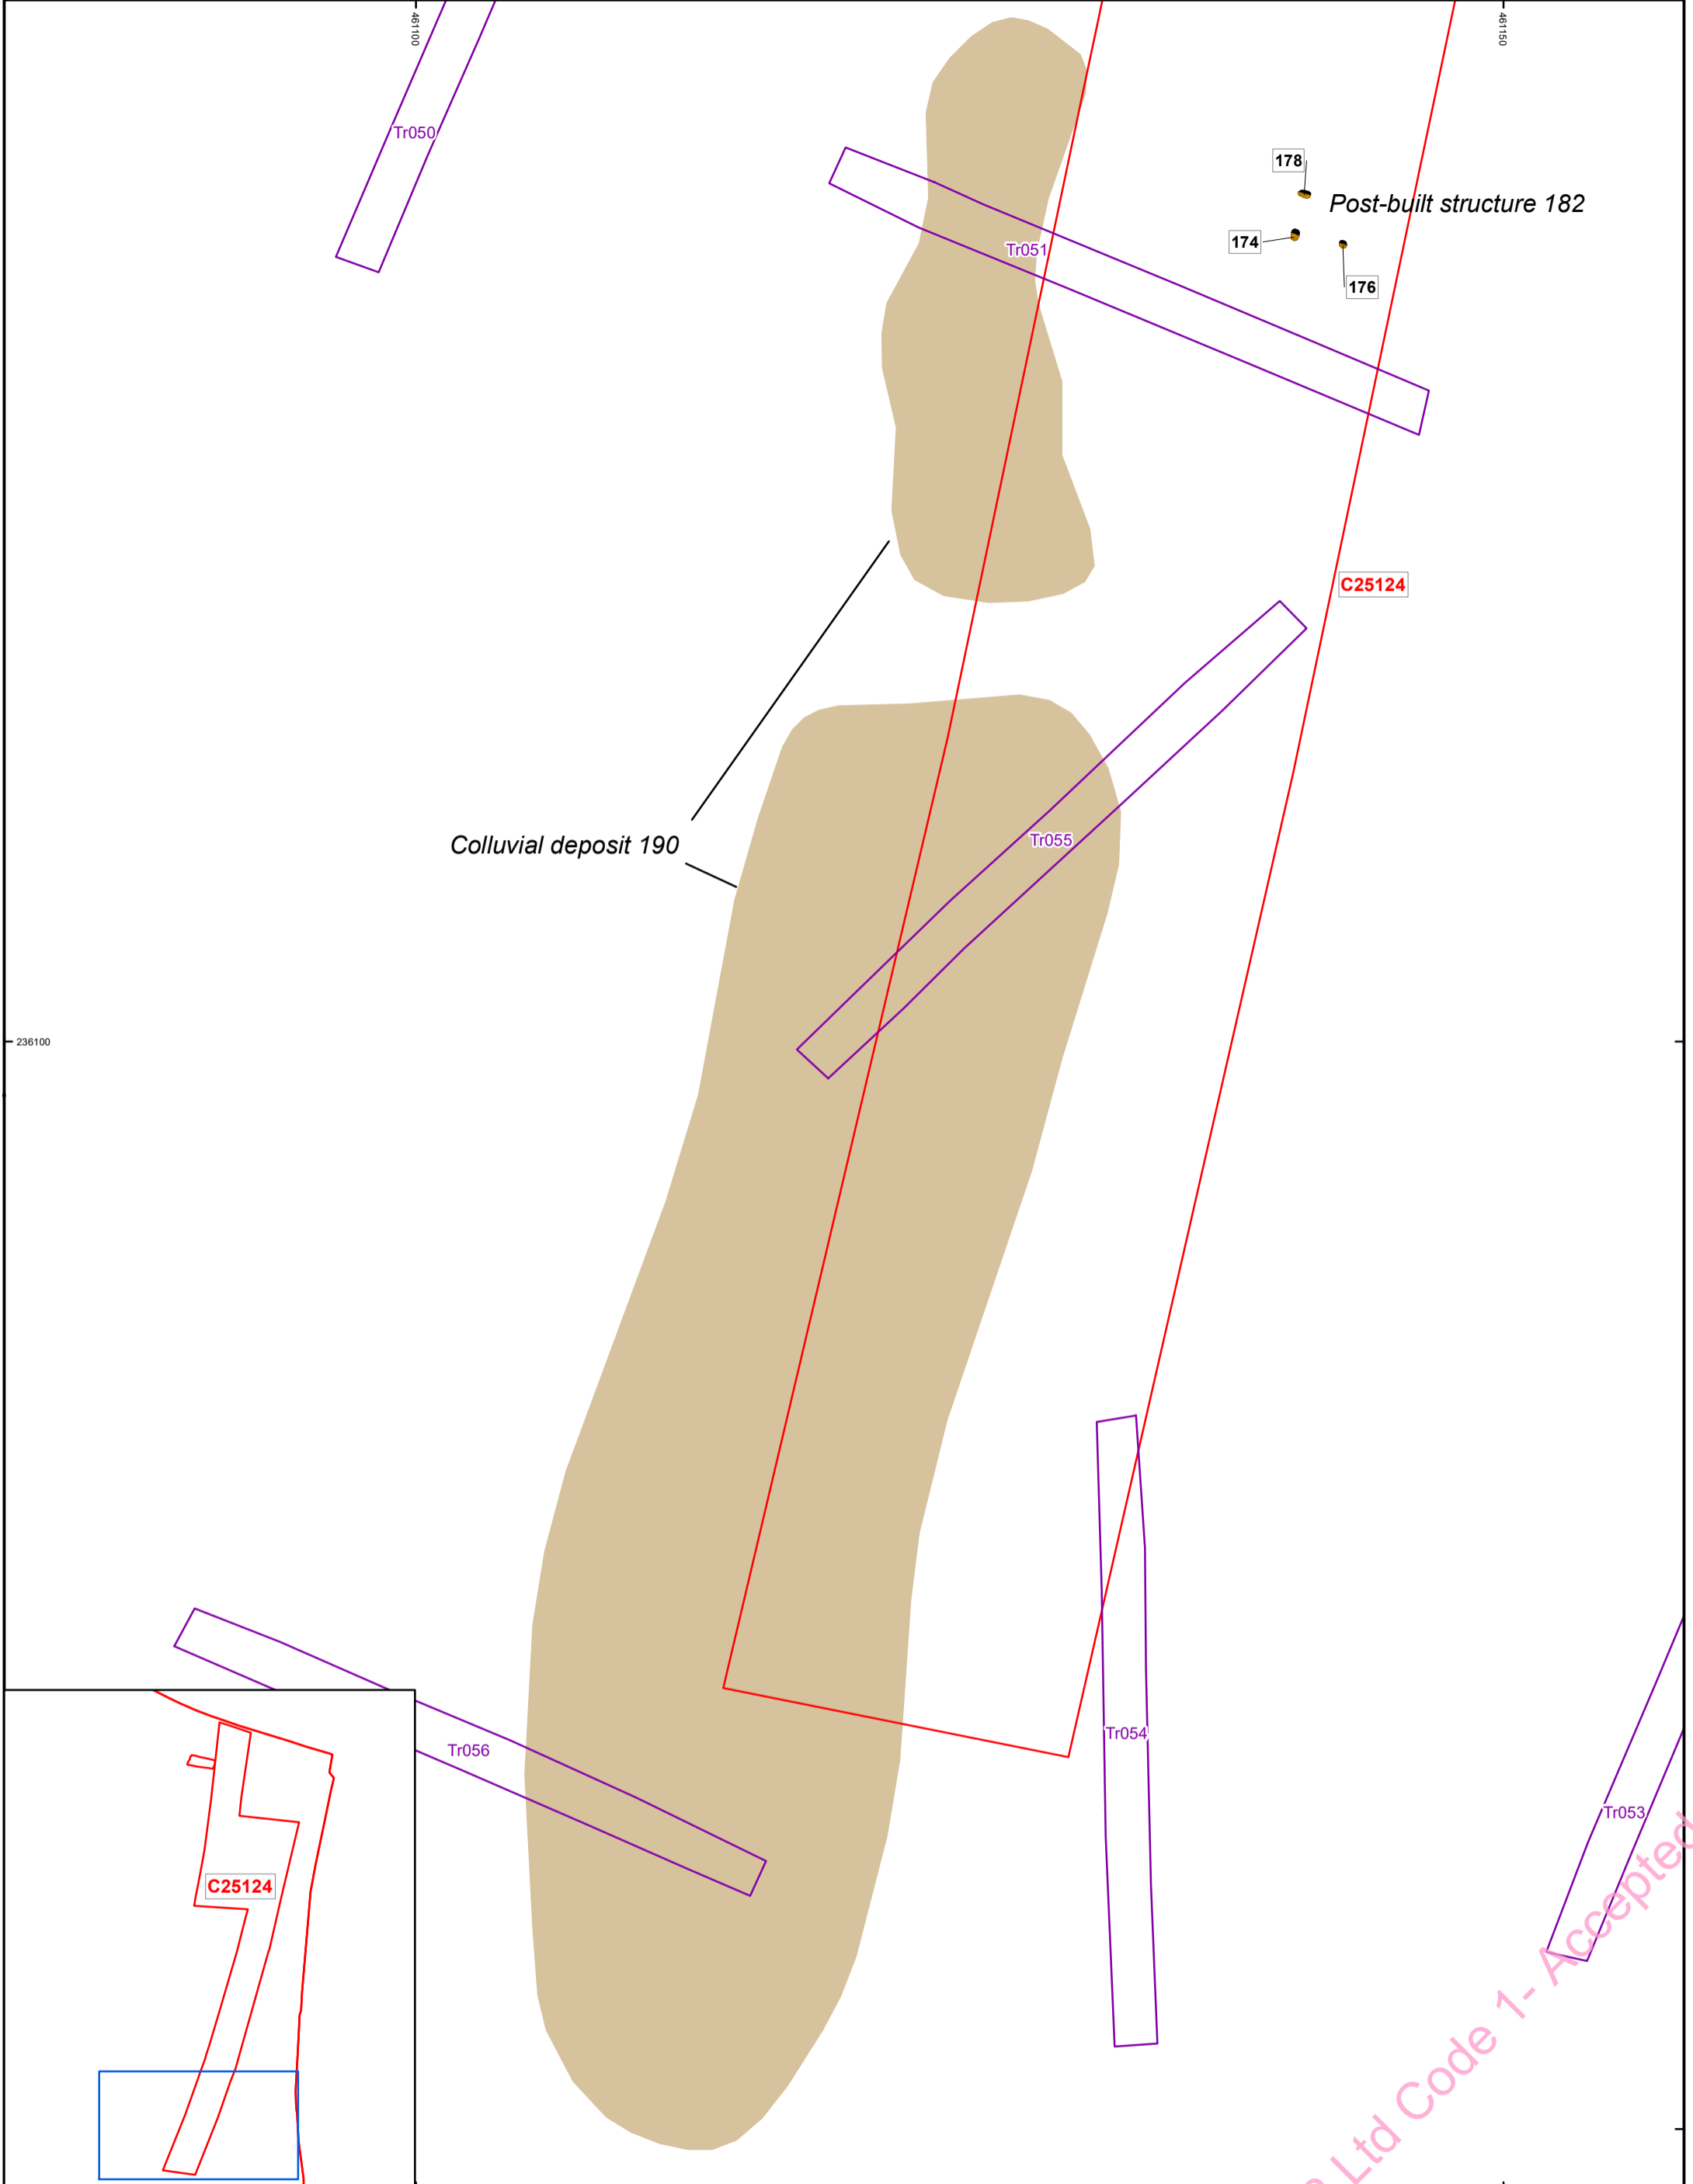 461100
461150
Tr050
178
Post-built structure 182
174
Tr051
176
C25124
Colluvial deposit 190
Tr055
236100
Tr054
Tr056
Tr053
C25124
Ltd Code 1- Accepted